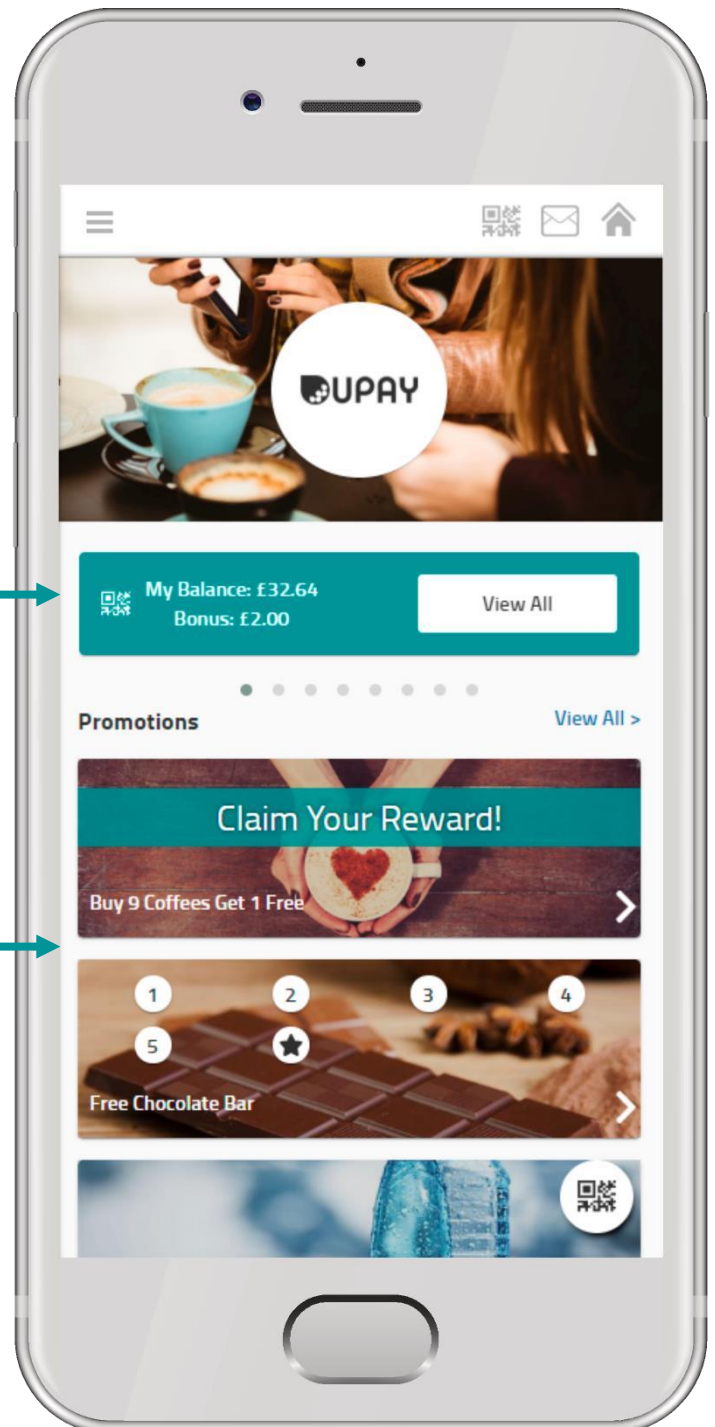 UPAY
My Balance: £32.64
Bonus: £2.00
View All
Promotions
View All >
Claim Your Reward!
Buy 9 Coffees Get 1 Free
1 2 3 4
5
Free Chocolate Bar